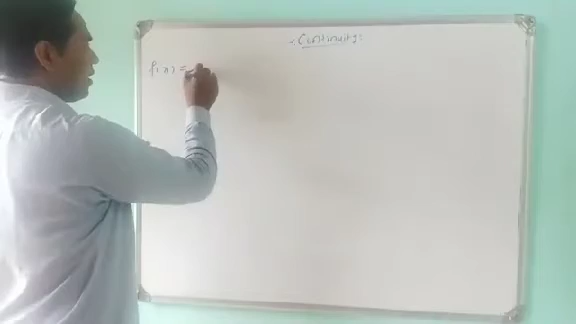 :- Continuity:-
f(x) =